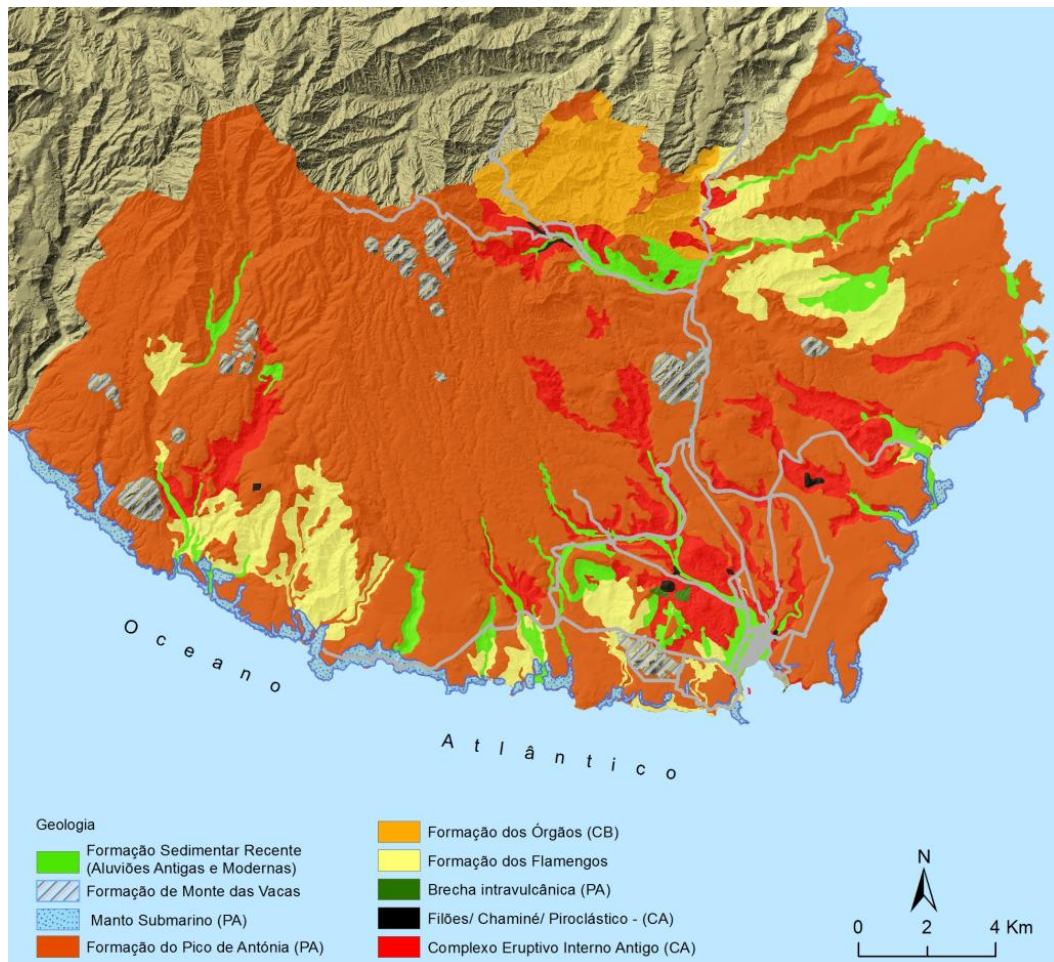 Oceano
Atlântico
Geologia
Formação Sedimentar Recente
(Aluviões Antigas e Modernas)
Formação de Monte das Vacas
Manto Submarino (PA)
Formação do Pico de Antónia (PA)
Formação dos Órgãos (CB)
Formação dos Flamengos
Brecha intravulcânica (PA)
Filões/ Chaminé/ Piroclástico - (CA)
Complexo Eruptivo Interno Antigo (CA)
N
0 2 4 Km